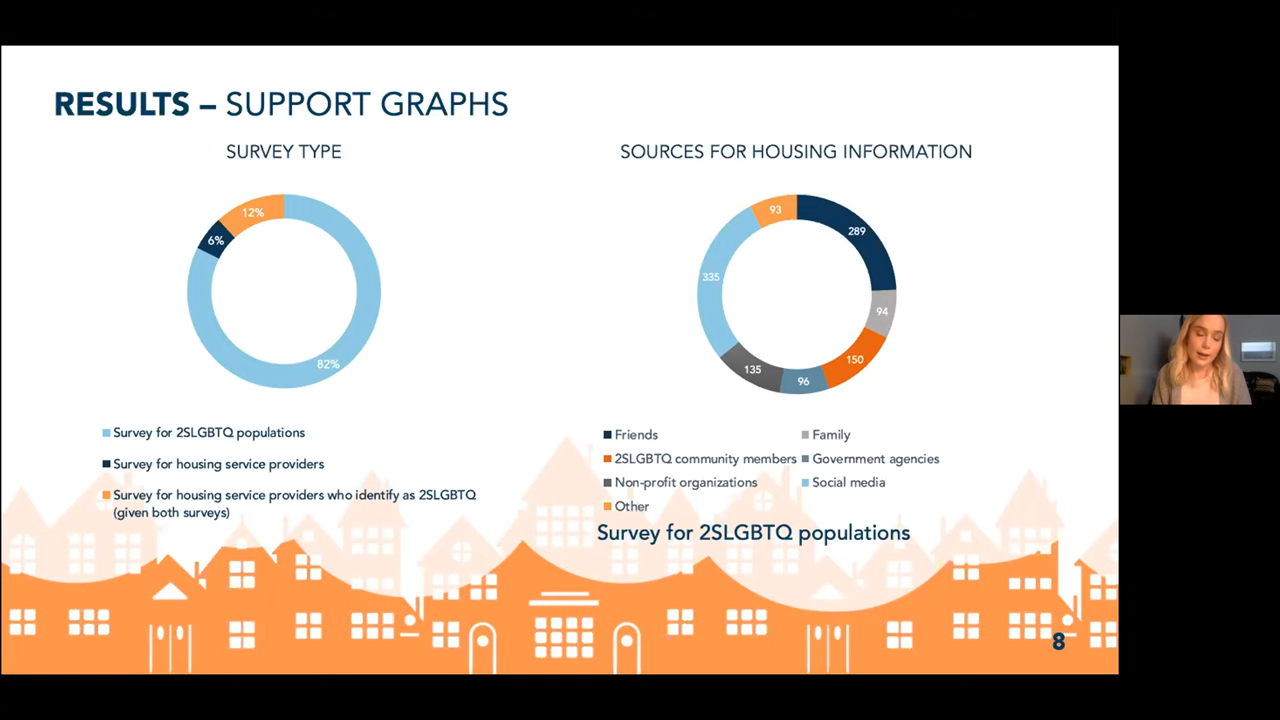 RESULTS – SUPPORT GRAPHS
SURVEY TYPE
12%
6%
82%
Survey for 2SLGBTQ populations
Survey for housing service providers
Survey for housing service providers who identify as 2SLGBTQ
(given both surveys)
SOURCES FOR HOUSING INFORMATION
93
289
335
94
150
135
96
Friends
Family
2SLGBTQ community members
Government agencies
Non-profit organizations
Social media
Other
Survey for 2SLGBTQ populations
8